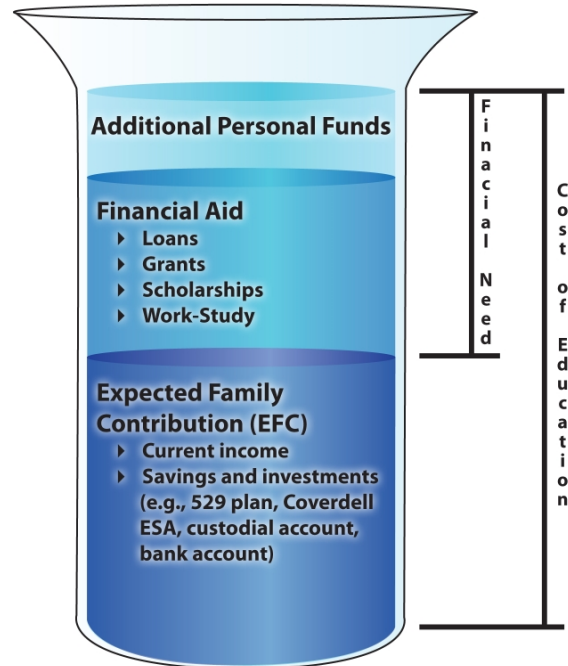 Additional Personal Funds
Financial Aid
Loans
Grants
Scholarships
Work-Study
Expected Family
Contribution (EFC)
Current income
Savings and investments
(e.g., 529 plan, Coverdell
ESA, custodial account,
bank account)
Finacial Need
Cost of Education